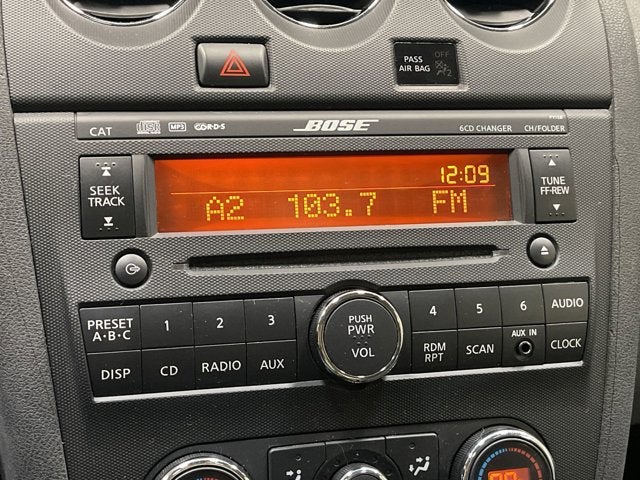 PASS
AIR BAG
OFF
2
CAT
MP3
R·D·S
BOSE
6CD CHANGER
CH/FOLDER
SEEK
TRACK
12:09
A2 103.7 FM
TUNE
FF·REW
PRESET
A·B·C
1
2
3
PUSH
PWR
VOL
4
5
6
AUDIO
DISP
CD
RADIO
AUX
RDM
RPT
SCAN
AUX IN
CLOCK